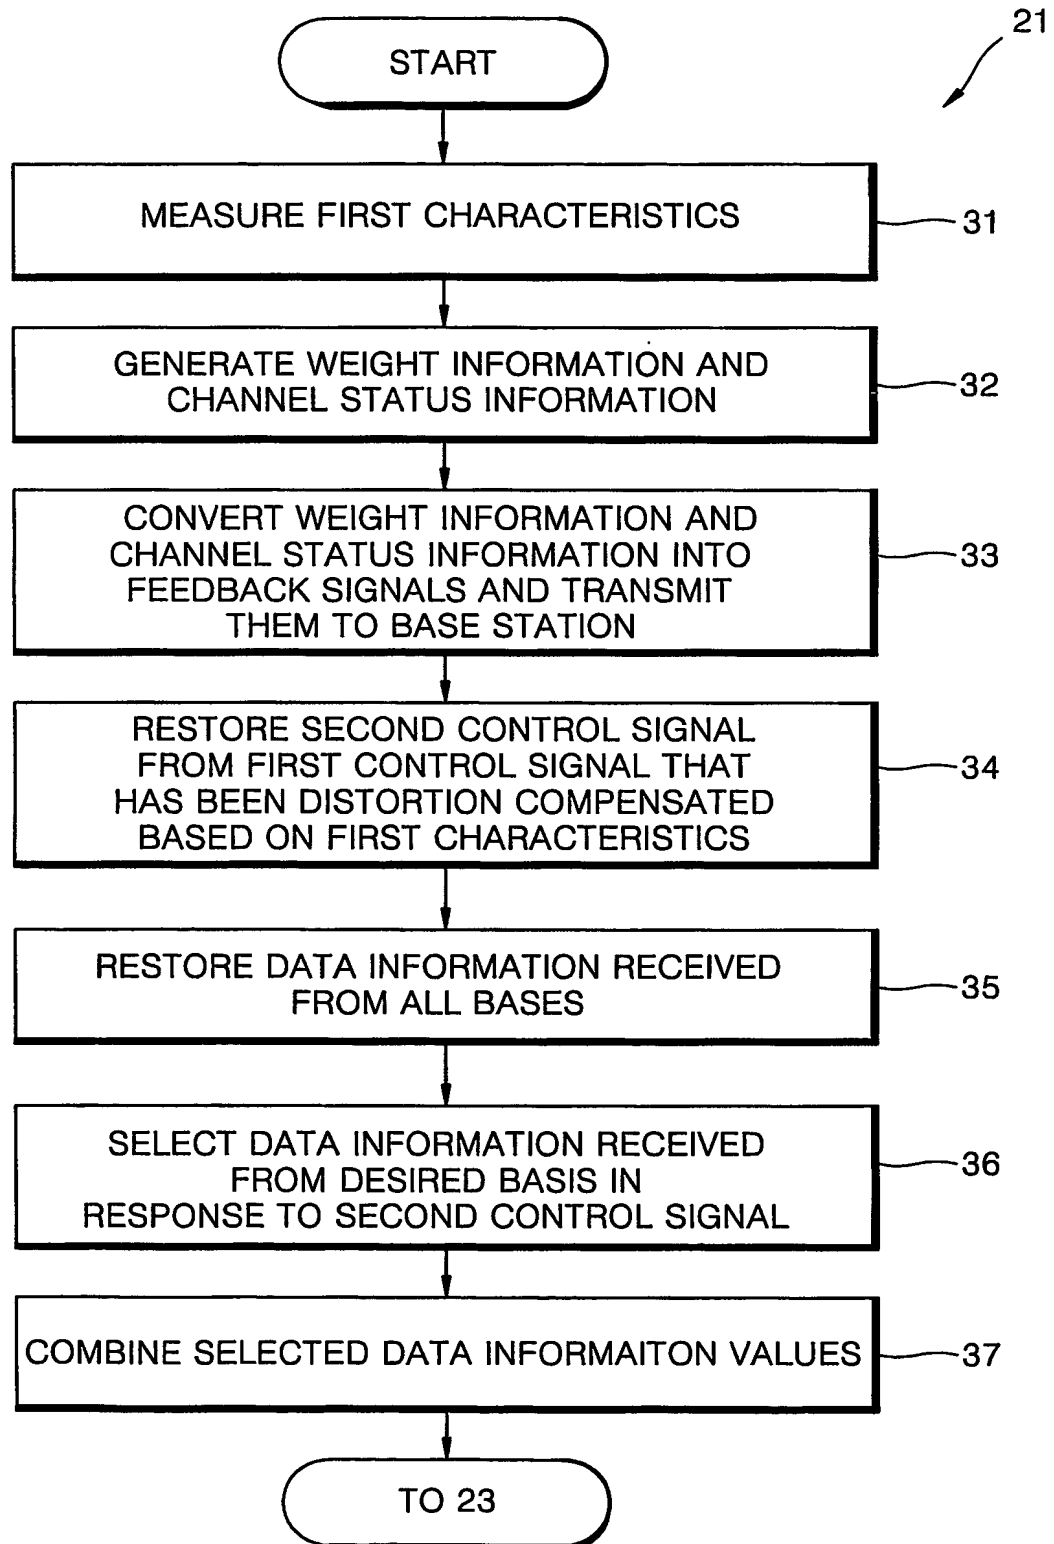 21
START
MEASURE FIRST CHARACTERISTICS
31
GENERATE WEIGHT INFORMATION AND
CHANNEL STATUS INFORMATION
32
CONVERT WEIGHT INFORMATION AND
CHANNEL STATUS INFORMATION INTO
FEEDBACK SIGNALS AND TRANSMIT
THEM TO BASE STATION
33
RESTORE SECOND CONTROL SIGNAL
FROM FIRST CONTROL SIGNAL THAT
HAS BEEN DISTORTION COMPENSATED
BASED ON FIRST CHARACTERISTICS
34
RESTORE DATA INFORMATION RECEIVED
FROM ALL BASES
35
SELECT DATA INFORMATION RECEIVED
FROM DESIRED BASIS IN
RESPONSE TO SECOND CONTROL SIGNAL
36
COMBINE SELECTED DATA INFORMAITON VALUES
37
TO 23